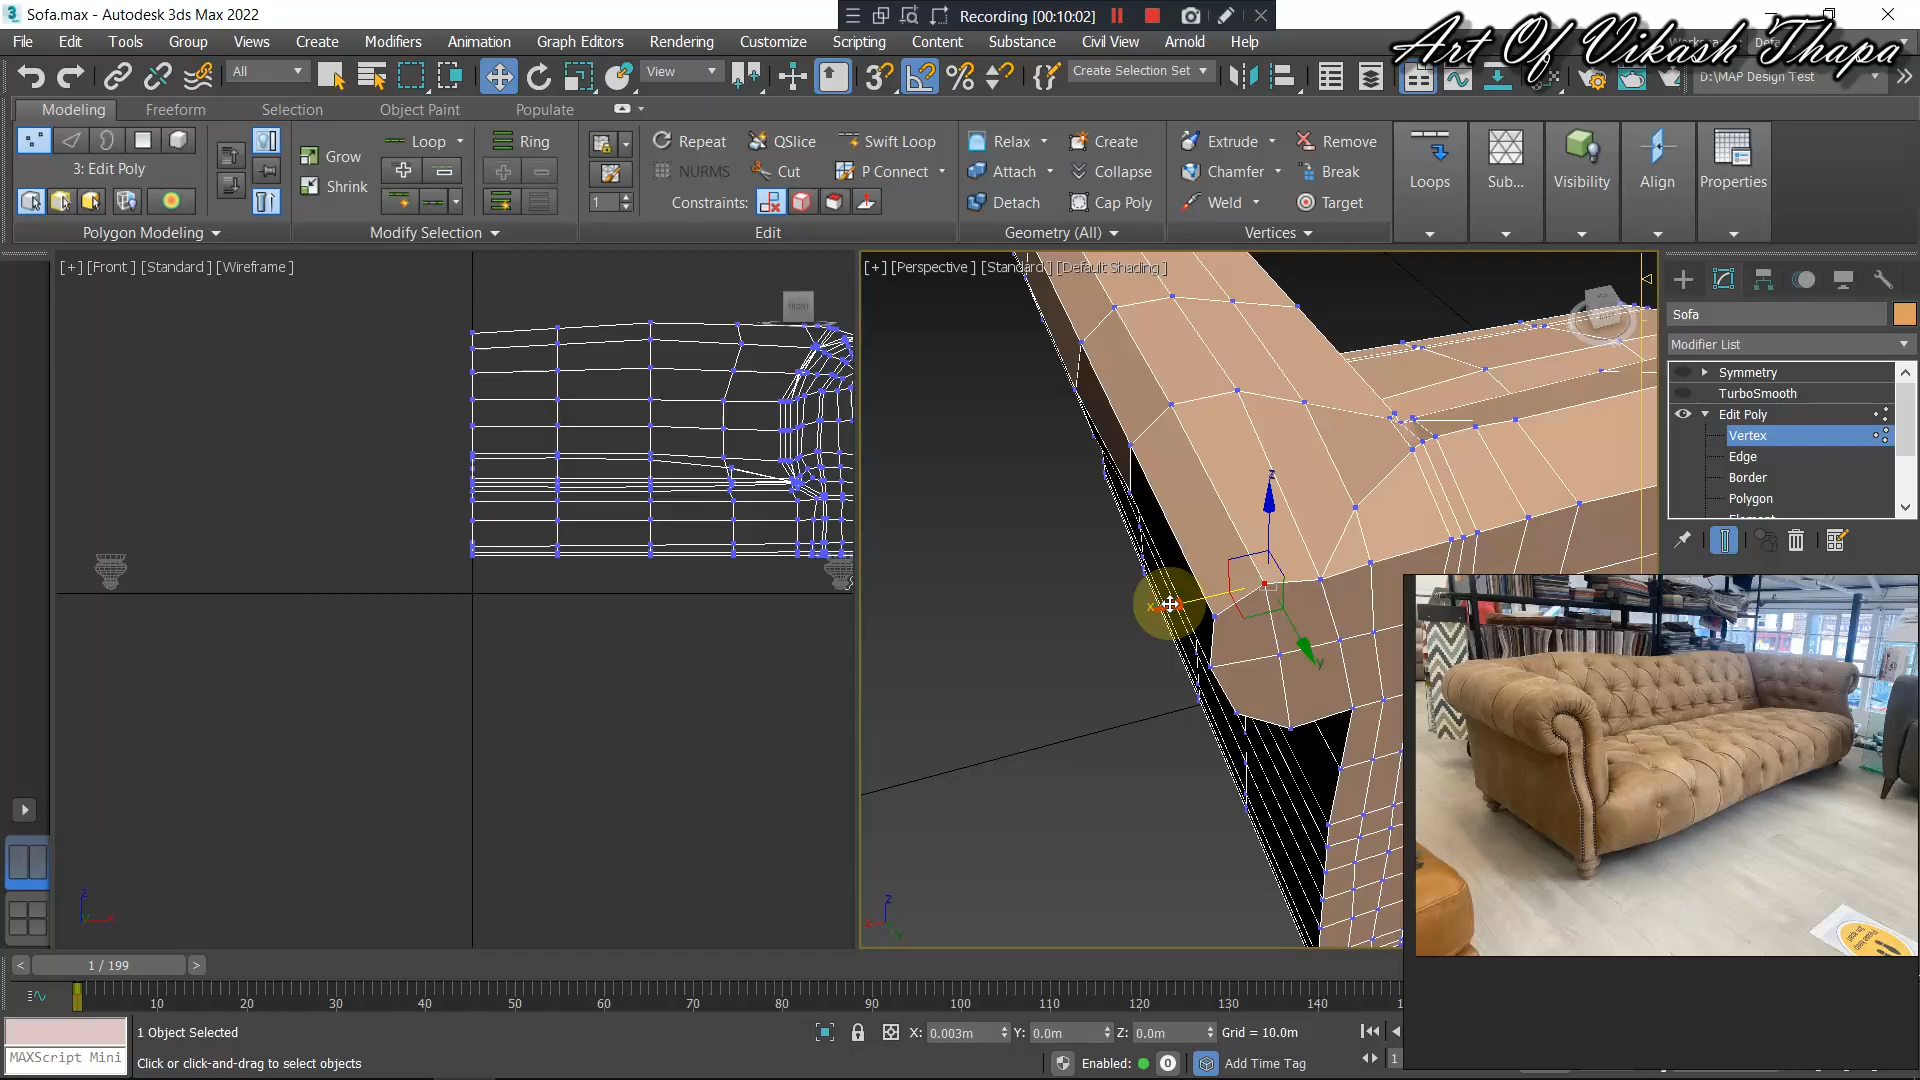 Sofa.max - Autodesk 3ds Max 2022
Recording [00:10:02]
File Edit Tools Group Views Create Modifiers Animation Graph Editors Rendering Customize Scripting Content Substance Civil View Arnold Help
Art Of Vikash Thapa
All
View
Create Selection Set
D:\MAP Design Test
Modeling Freeform Selection Object Paint Populate
3: Edit Poly
Grow
Shrink
Loop
Ring
Repeat QSlice Swift Loop
NURMS Cut P Connect
1 Constraints:
Relax Create
Attach Collapse
Detach Cap Poly
Extrude Remove
Chamfer Break
Weld Target
Loops Sub... Visibility Align Properties
Polygon Modeling Modify Selection Edit Geometry (All) Vertices
[+] [Front] [Standard] [Wireframe]
FRONT
[+] [Perspective] [Standard] [Default Shading]
Sofa
Modifier List
Symmetry
TurboSmooth
Edit Poly
Vertex
Edge
Border
Polygon
z
x
y
z
x
z
y
1 / 199
10 20 30 40 50 60 70 80 90 100 110 120 130 140
1 Object Selected
X: 0.003m Y: 0.0m Z: 0.0m Grid = 10.0m
MAXScript Mini
Click or click-and-drag to select objects
Enabled: 0 Add Time Tag
1